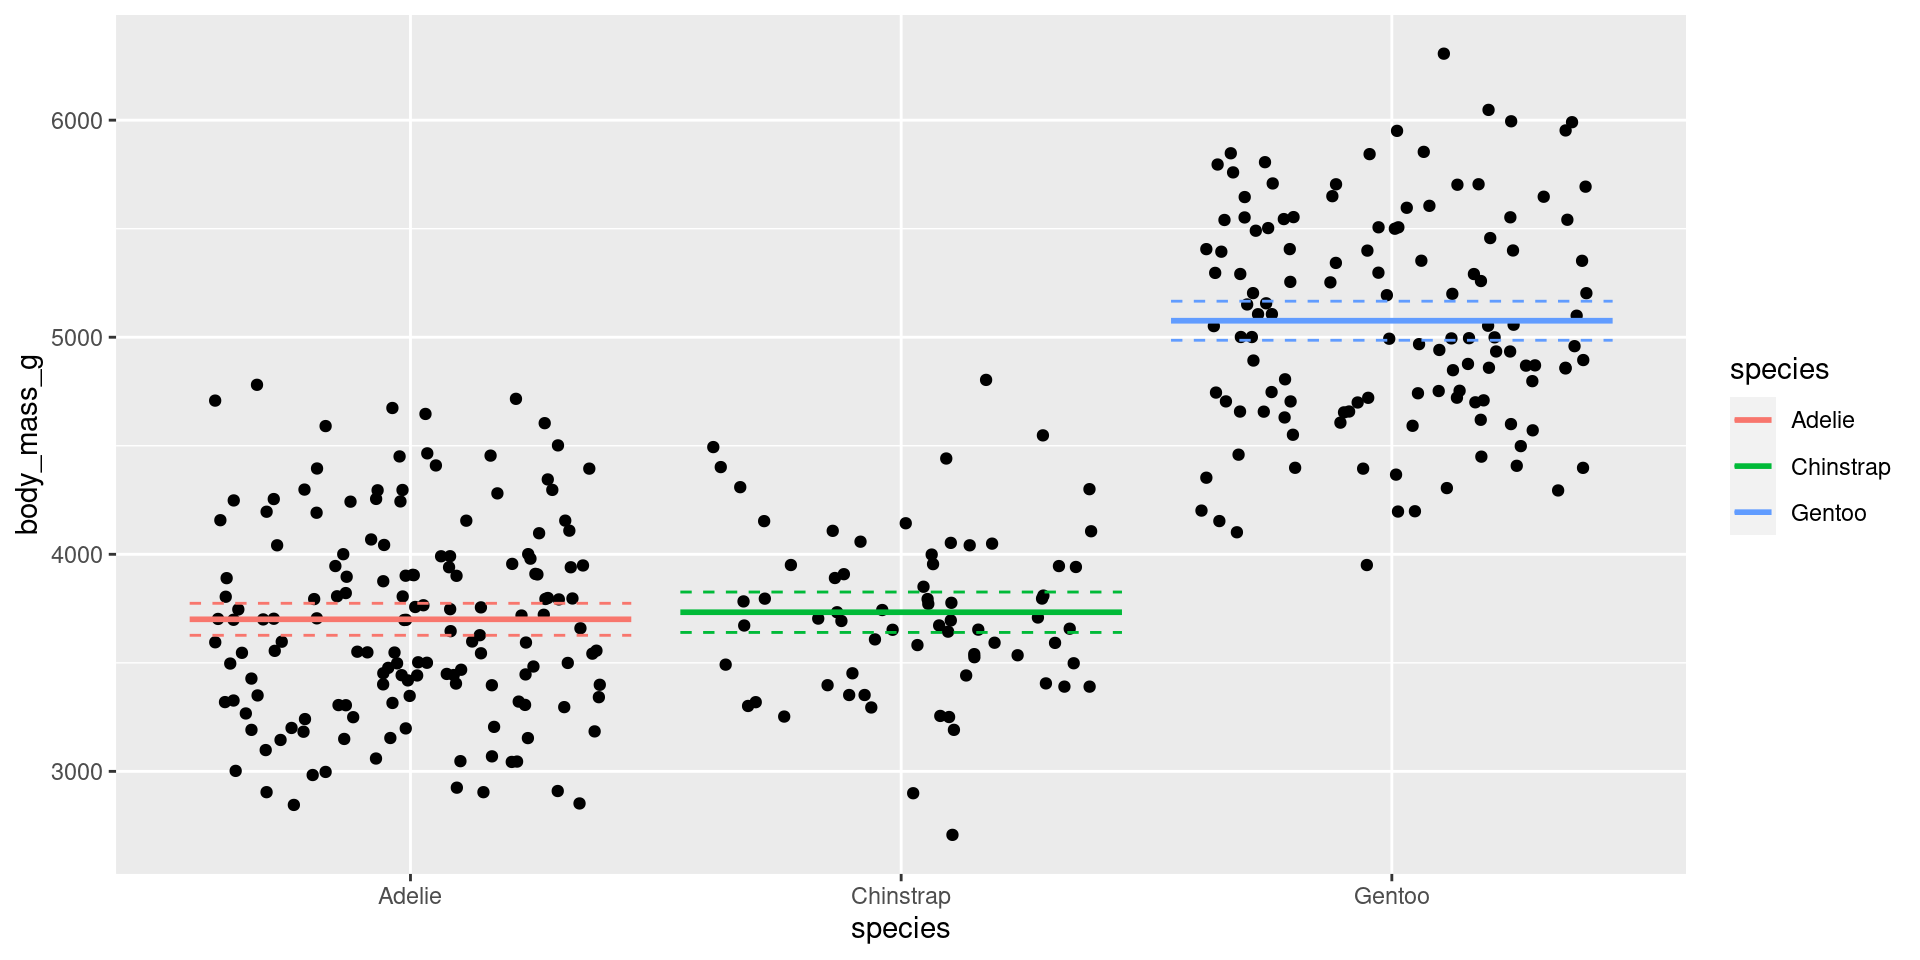 body_mass_g
6000
5000
4000
3000
Adelie
Chinstrap
Gentoo
species
species
Adelie
Chinstrap
Gentoo